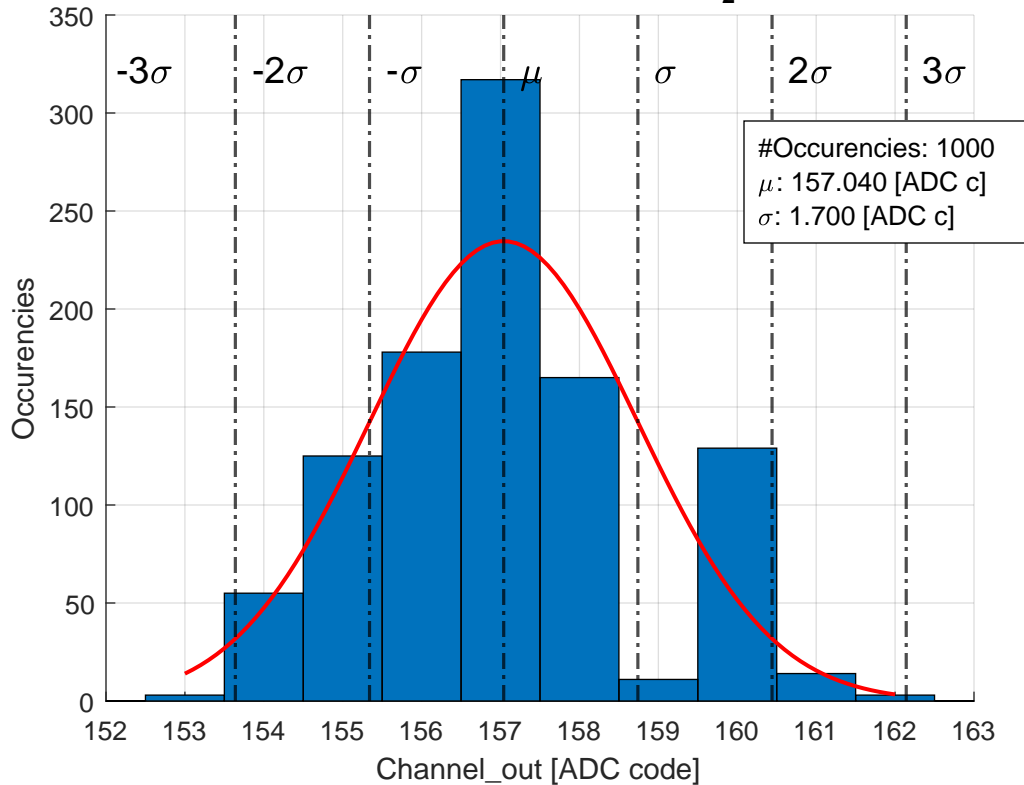 350
-3σ
-2σ
-σ
μ
σ
2σ
3σ
300
#Occurencies: 1000
μ: 157.040 [ADC c]
σ: 1.700 [ADC c]
250
200
150
100
50
0
Occurencies
152 153 154 155 156 157 158 159 160 161 162 163
Channel_out [ADC code]